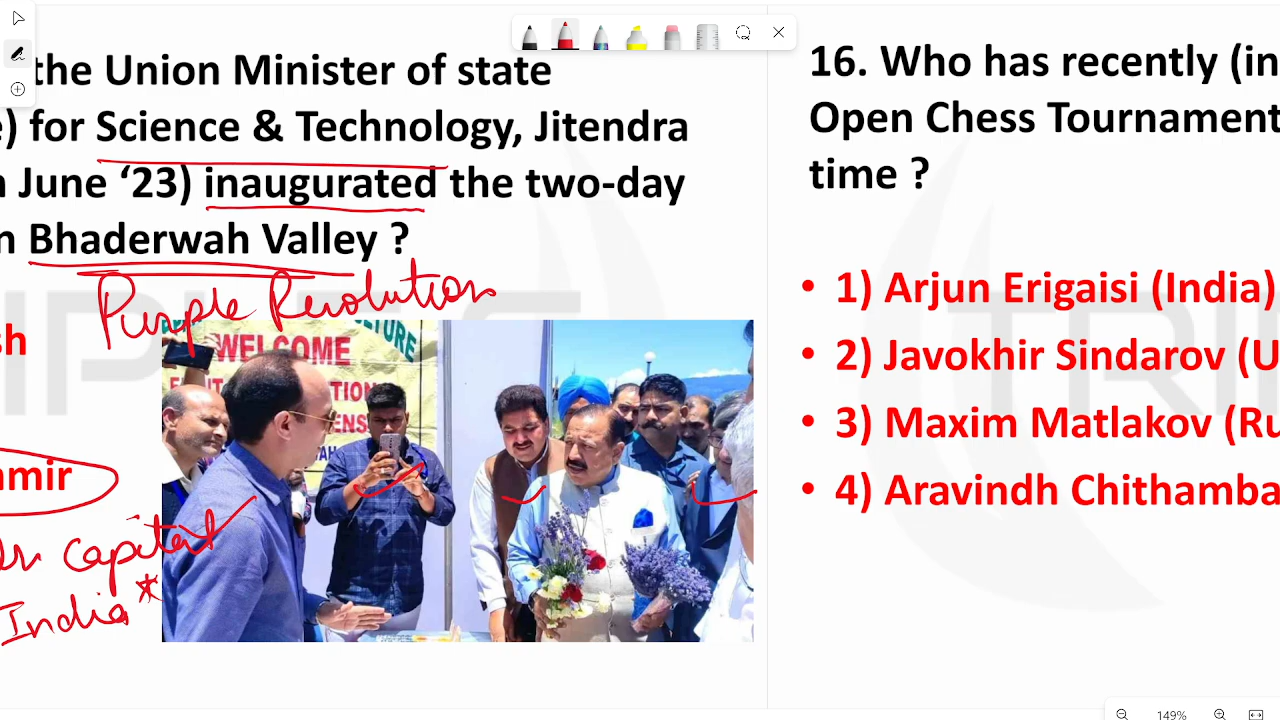 the Union Minister of state
e) for Science & Technology, Jitendra
n June ‘23) inaugurated the two-day
n Bhaderwah Valley ?
Purple Revolution
sh
WELCOME
amir
Capital
India*
16. Who has recently (in
Open Chess Tournament
time ?
• 1) Arjun Erigaisi (India)
• 2) Javokhir Sindarov (U
• 3) Maxim Matlakov (Ru
• 4) Aravindh Chithamba
149%